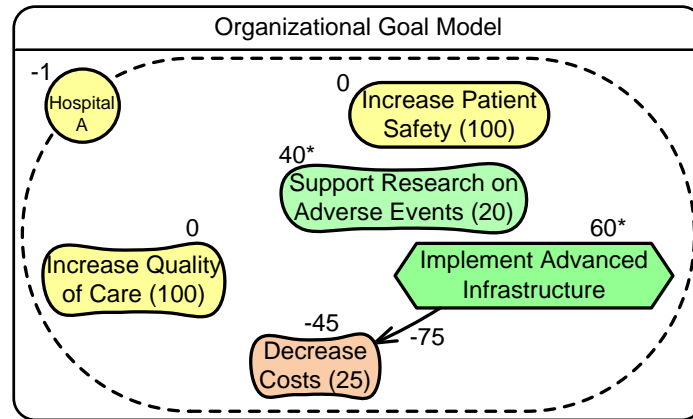 Organizational Goal Model
-1
Hospital
A
0
Increase Patient
Safety (100)
40*
Support Research on
Adverse Events (20)
0
Increase Quality
of Care (100)
60*
Implement Advanced
Infrastructure
-45
-75
Decrease
Costs (25)